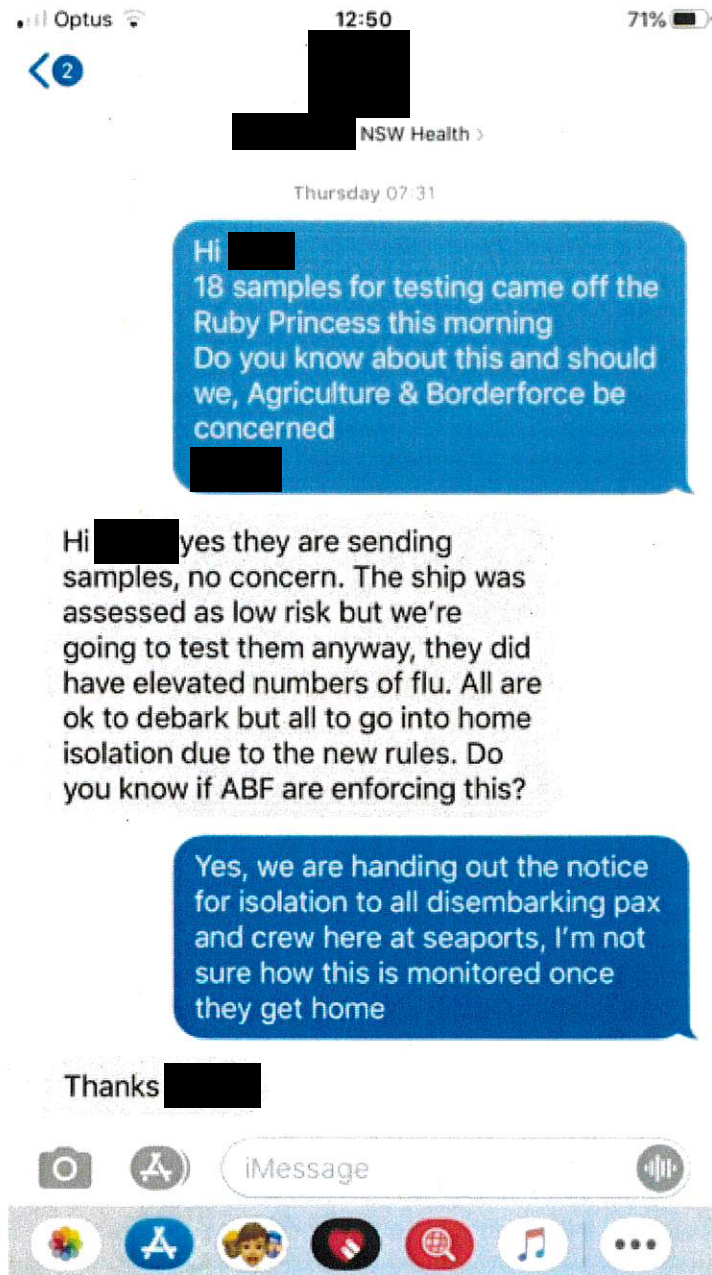 Optus 12:50 71%
2
NSW Health >
Thursday 07:31
Hi
18 samples for testing came off the
Ruby Princess this morning
Do you know about this and should
we, Agriculture & Borderforce be
concerned
Hi yes they are sending
samples, no concern. The ship was
assessed as low risk but we're
going to test them anyway, they did
have elevated numbers of flu. All are
ok to debark but all to go into home
isolation due to the new rules. Do
you know if ABF are enforcing this?
Yes, we are handing out the notice
for isolation to all disembarking pax
and crew here at seaports, I'm not
sure how this is monitored once
they get home
Thanks
iMessage